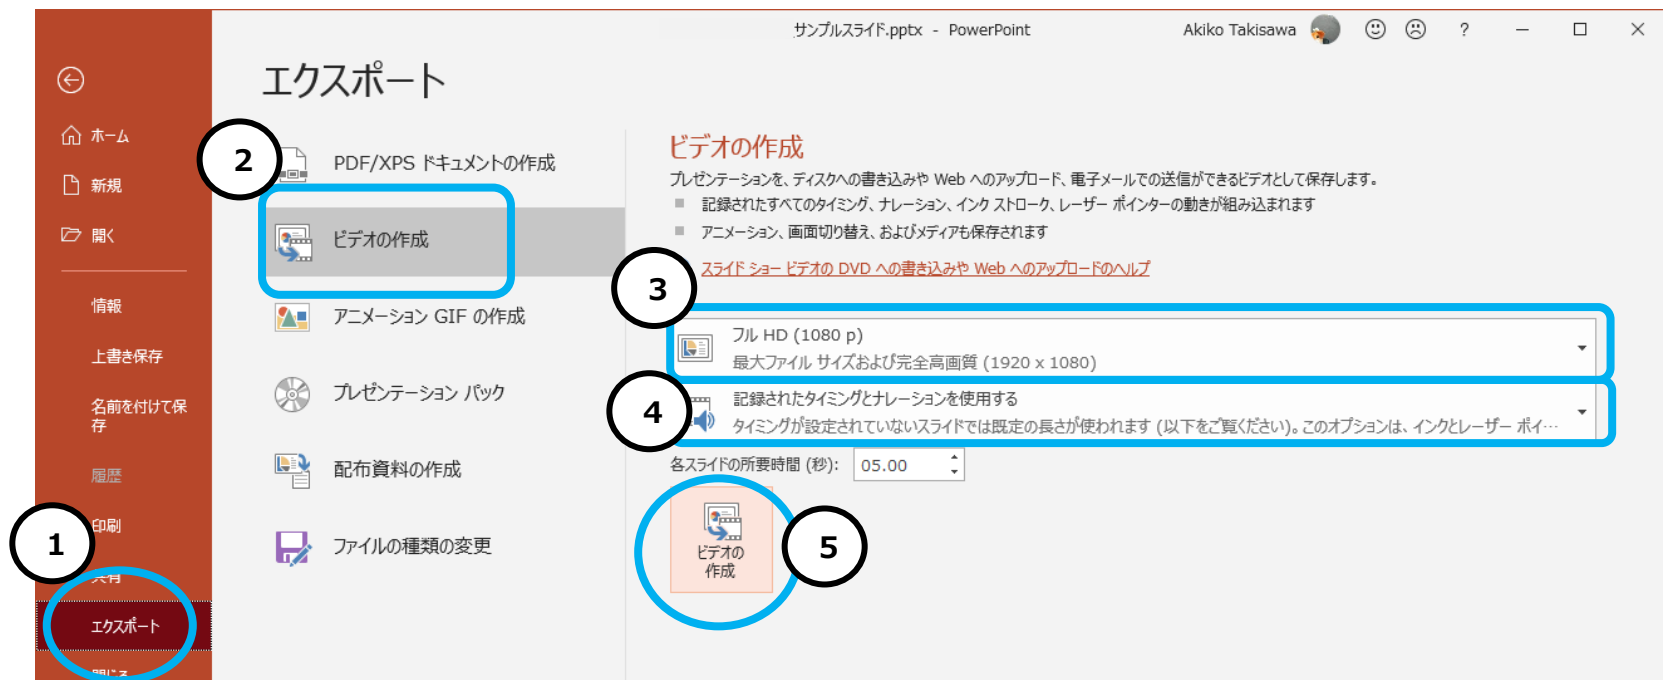 サンプルスライド.pptx - PowerPoint
Akiko Takisawa
?
エクスポート
ホーム
新規
開く
情報
上書き保存
名前を付けて保
存
履歴
印刷
共有
エクスポート
閉じる
1
2
PDF/XPS ドキュメントの作成
ビデオの作成
アニメーション GIF の作成
プレゼンテーション パック
配布資料の作成
ファイルの種類の変更
ビデオの作成
プレゼンテーションを、ディスクへの書き込みや Web へのアップロード、電子メールでの送信ができるビデオとして保存します。
記録されたすべてのタイミング、ナレーション、インク ストローク、レーザー ポインターの動きが組み込まれます
アニメーション、画面切り替え、およびメディアも保存されます
スライド ショー ビデオの DVD への書き込みや Web へのアップロードのヘルプ
3
フル HD (1080 p)
最大ファイル サイズおよび完全高画質 (1920 x 1080)
4
記録されたタイミングとナレーションを使用する
タイミングが設定されていないスライドでは既定の長さが使われます (以下をご覧ください)。このオプションは、インクとレーザー ポイ…
各スライドの所要時間 (秒): 05.00
ビデオの
作成
5